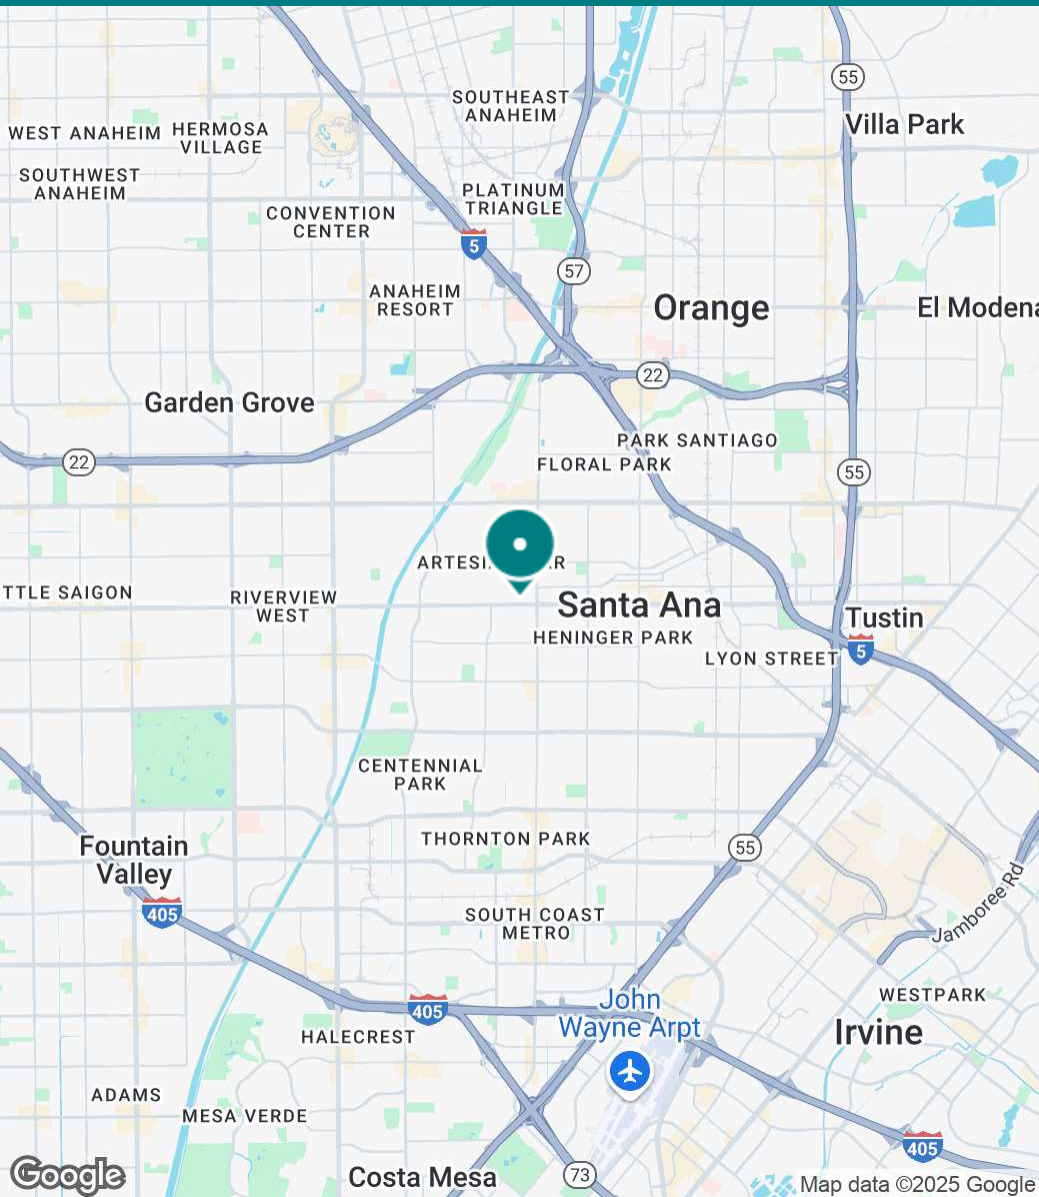 55
SOUTHEAST
ANAHEIM
Villa Park
WEST ANAHEIM
HERMOSA
VILLAGE
SOUTHWEST
ANAHEIM
PLATINUM
TRIANGLE
CONVENTION
CENTER
5
57
ANAHEIM
RESORT
Orange
El Modena
22
Garden Grove
PARK SANTIAGO
22
FLORAL PARK
55
TTLE SAIGON
RIVERVIEW
WEST
Santa Ana
Tustin
HENINGER PARK
5
LYON STREET
CENTENNIAL
PARK
THORNTON PARK
55
Fountain
Valley
405
SOUTH COAST
METRO
Jamboree Rd
WESTPARK
John
Wayne Arpt
405
HALECREST
Irvine
ADAMS
MESA VERDE
405
Costa Mesa
73
Google
Map data ©2025 Google